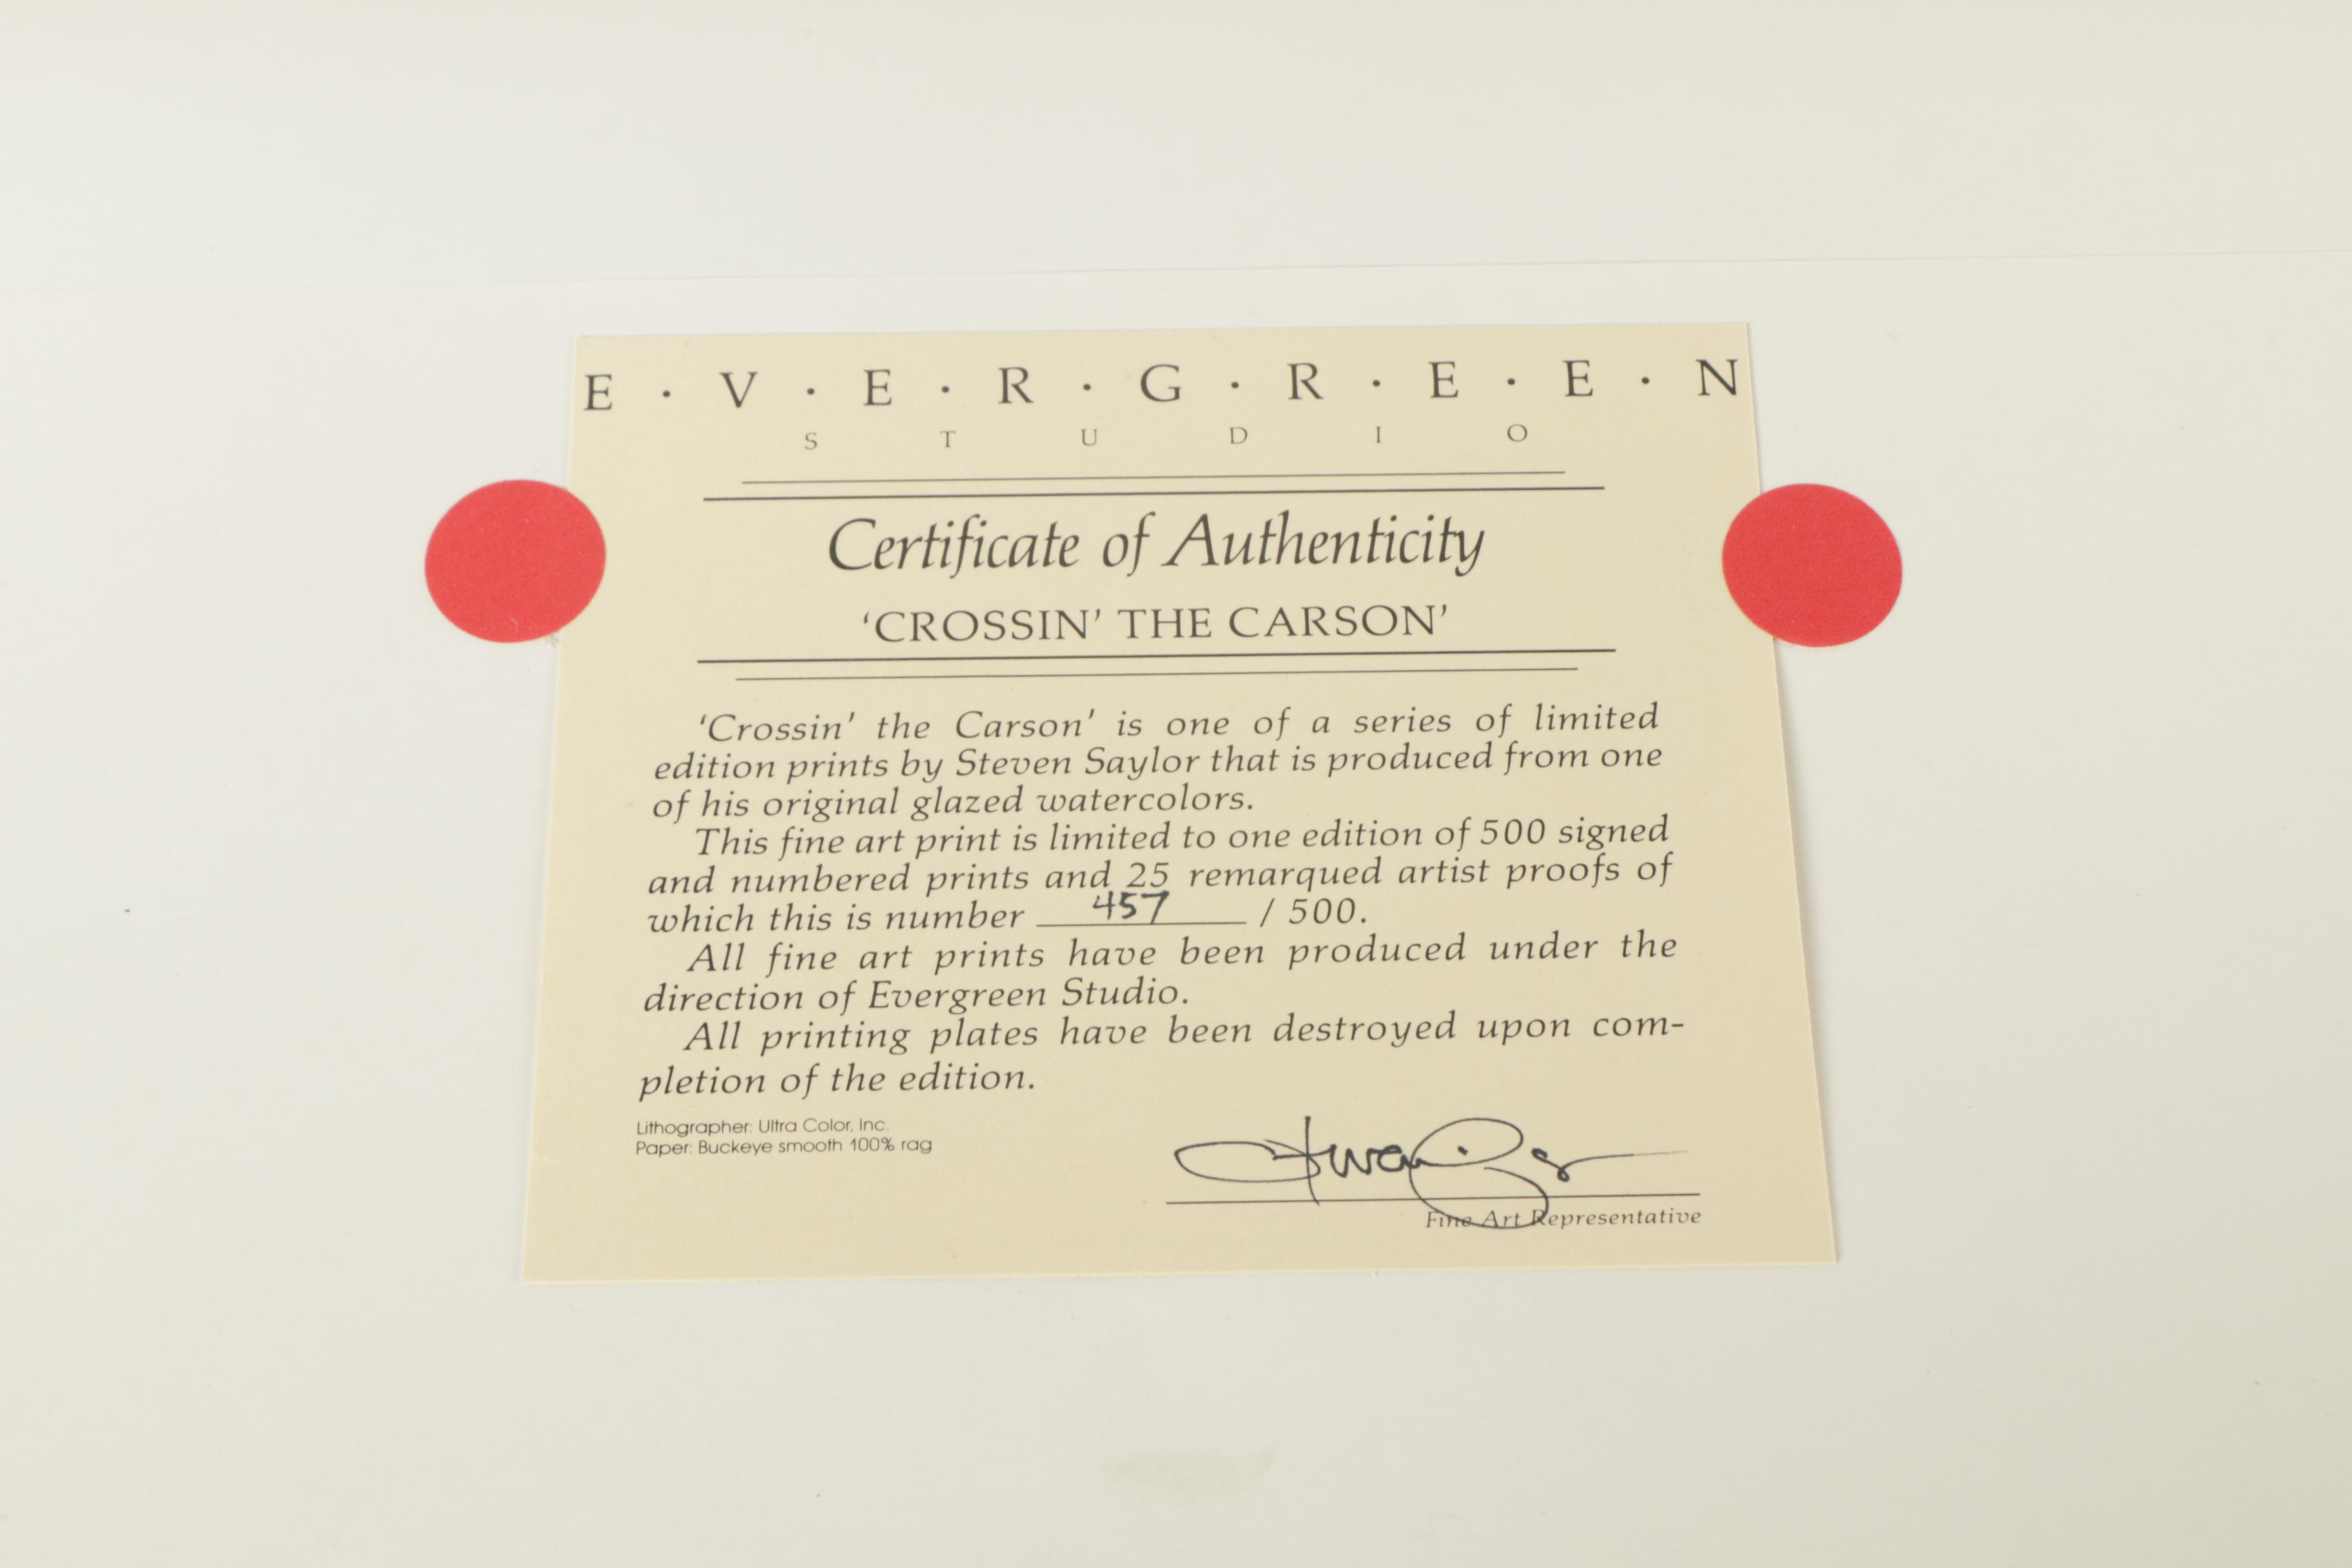 E · V · E · R · G · R · E · E · N
S T U D I O
Certificate of Authenticity
‘CROSSIN’ THE CARSON’
‘Crossin’ the Carson’ is one of a series of limited
edition prints by Steven Saylor that is produced from one
of his original glazed watercolors.
This fine art print is limited to one edition of 500 signed
and numbered prints and 25 remarqued artist proofs of
which this is number 457 / 500.
All fine art prints have been produced under the
direction of Evergreen Studio.
All printing plates have been destroyed upon com-
pletion of the edition.
Lithographer: Ultra Color, Inc.
Paper: Buckeye smooth 100% rag
Fine Art Representative